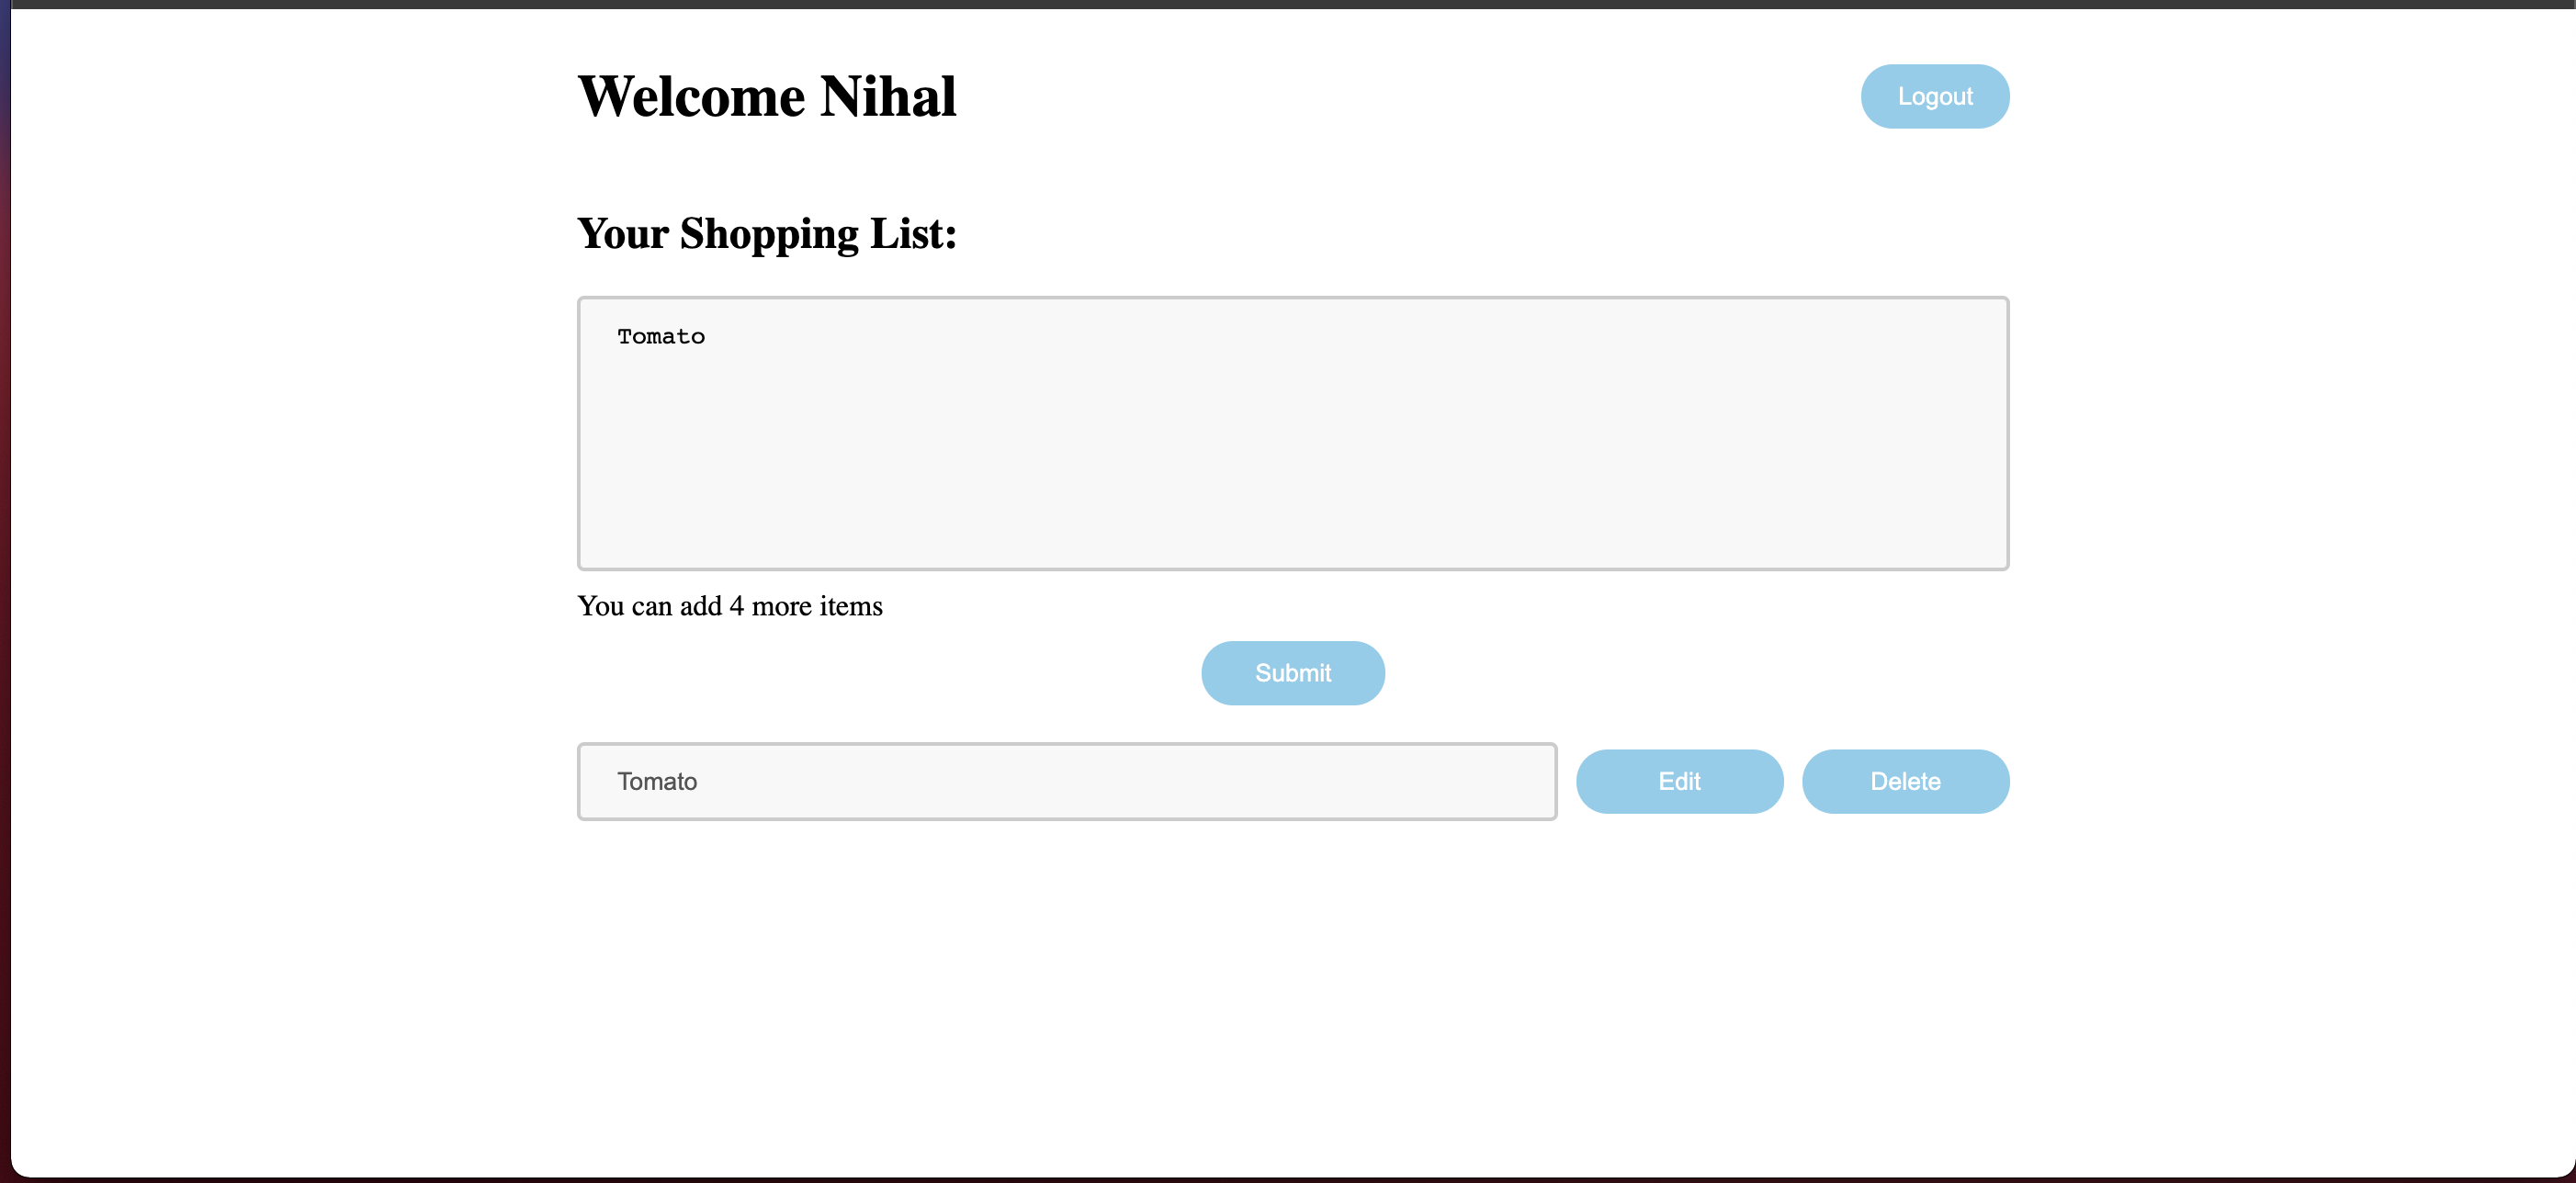 Welcome Nihal
Logout
Your Shopping List:
Tomato
You can add 4 more items
Submit
Tomato
Edit
Delete